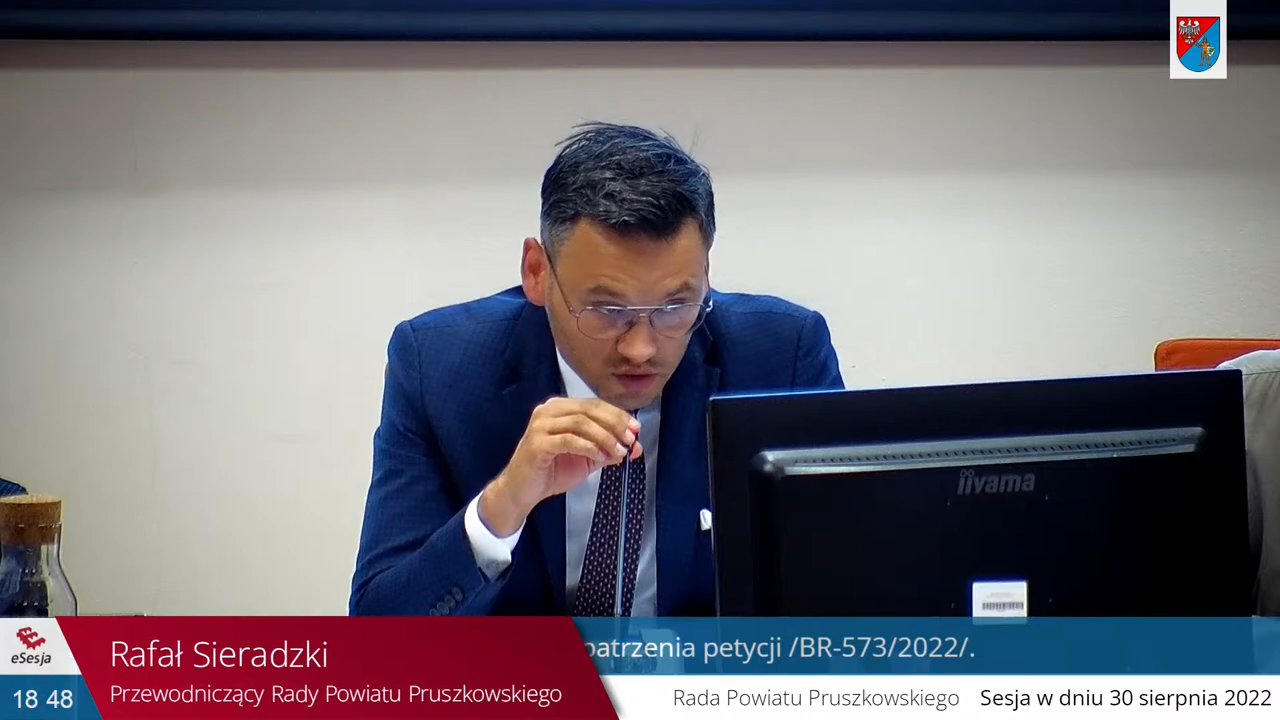 iiyama
Rafał Sieradzki
Przewodniczący Rady Powiatu Pruszkowskiego
eSesja
18 48
petycji /BR-573/2022/.
Rada Powiatu Pruszkowskiego
Sesja w dniu 30 sierpnia 2022